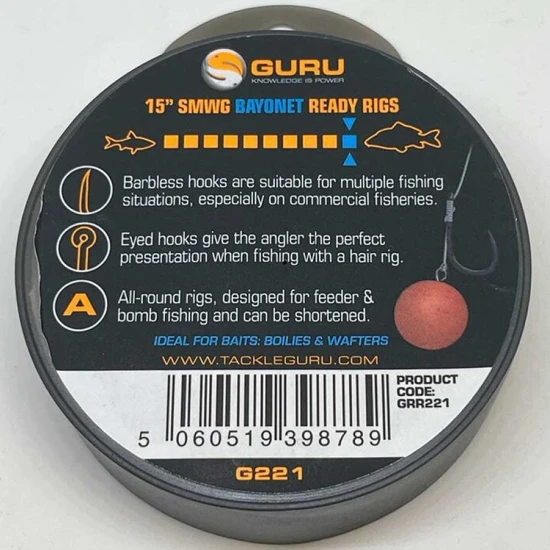 GURU
KNOWLEDGE IS POWER
15” SMWG BAYONET READY RIGS
Barbless hooks are suitable for multiple fishing
situations, especially on commercial fisheries.
Eyed hooks give the angler the perfect
presentation when fishing with a hair rig.
A
All-round rigs, designed for feeder &
bomb fishing and can be shortened.
IDEAL FOR BAITS: BOILIES & WAFTERS
WWW.TACKLEGURU.COM
PRODUCT
CODE:
GRR221
5 060519 398789
G221